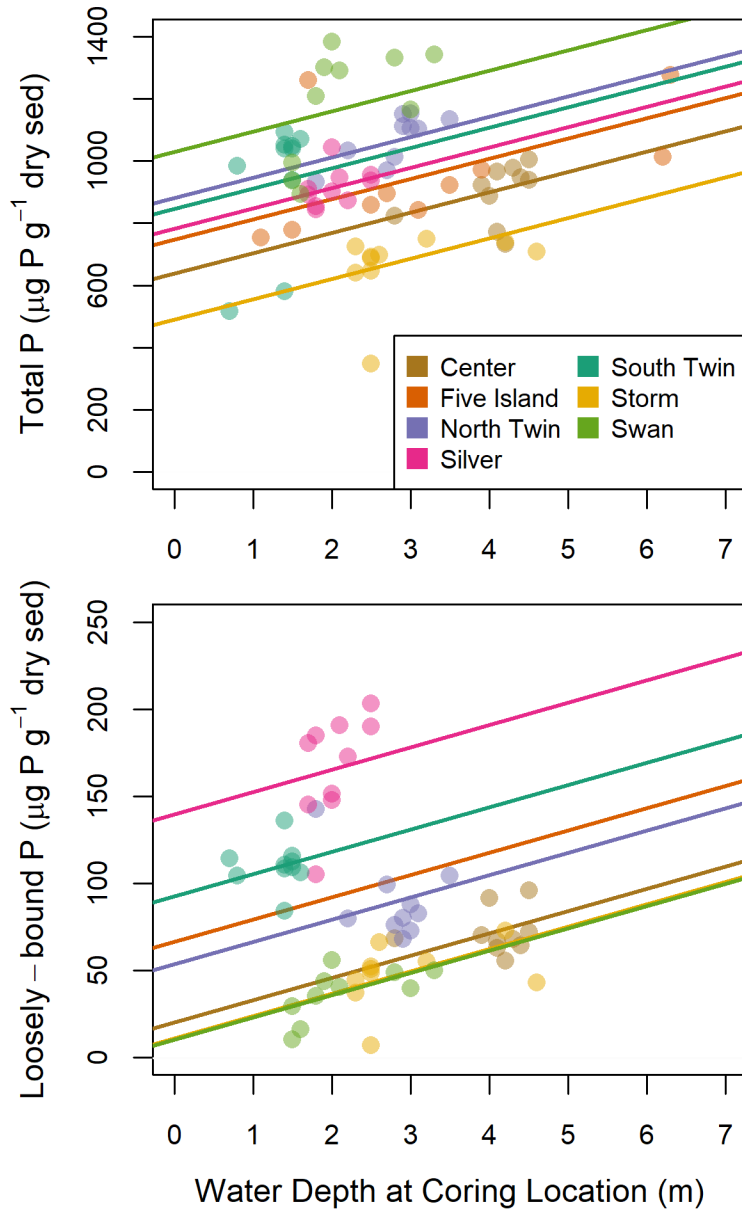 Total P (μg P g⁻¹ dry sed)
1400
1000
600
400
200
0
Center
Five Island
North Twin
Silver
South Twin
Storm
Swan
0 1 2 3 4 5 6 7
Loosely−bound P (μg P g⁻¹ dry sed)
250
200
150
100
50
0
0 1 2 3 4 5 6 7
Water Depth at Coring Location (m)